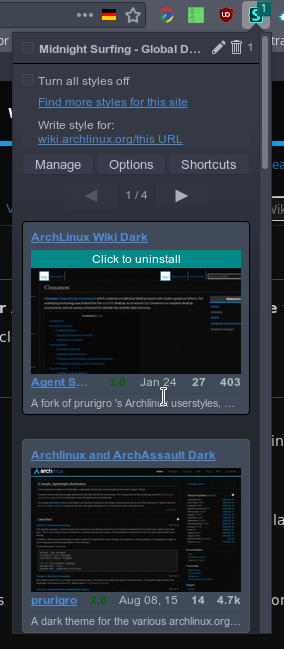 1
Midnight Surfing - Global D... 1
Turn all styles off
Find more styles for this site
Write style for:
wiki.archlinux.org/this URL
Manage Options Shortcuts
1 / 4
ArchLinux Wiki Dark
Click to uninstall
Cinnamon
Agent S... 3.0 Jan 24 27 403
A fork of prurigro 's Archlinux userstyles, ...
Archlinux and ArchAssault Dark
archlinux
prurigro 2.8 Aug 08, 15 14 4.7k
A dark theme for the various archlinux.org...